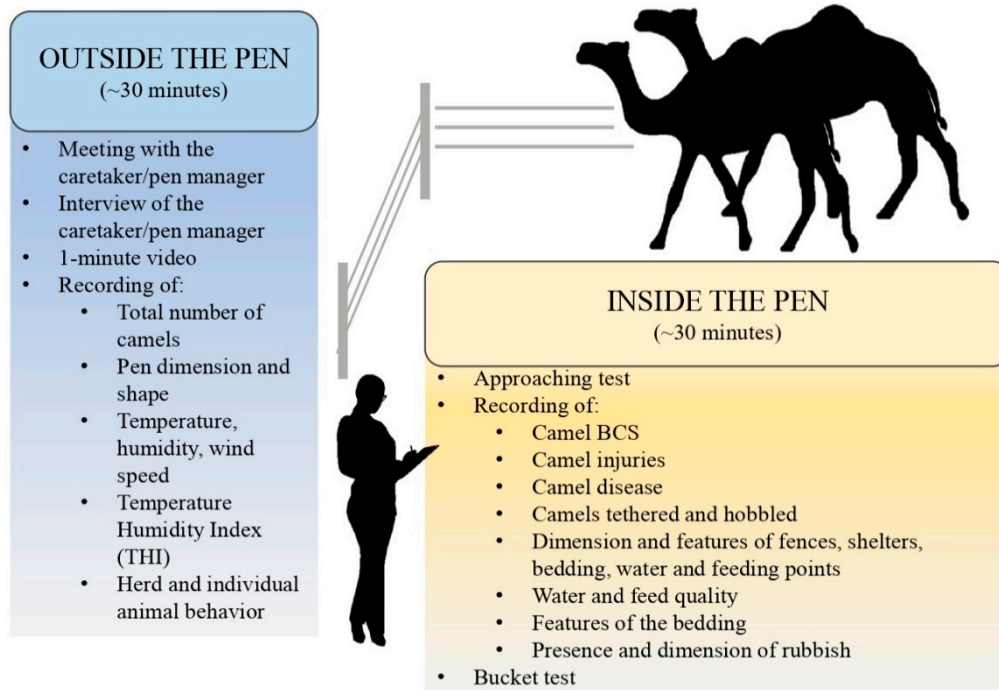 OUTSIDE THE PEN
(~30 minutes)
• Meeting with the
caretaker/pen manager
• Interview of the
caretaker/pen manager
• 1-minute video
• Recording of:
• Total number of
camels
• Pen dimension and
shape
• Temperature,
humidity, wind
speed
• Temperature
Humidity Index
(THI)
• Herd and individual
animal behavior
INSIDE THE PEN
(~30 minutes)
• Approaching test
• Recording of:
• Camel BCS
• Camel injuries
• Camel disease
• Camels tethered and hobbled
• Dimension and features of fences, shelters,
bedding, water and feeding points
• Water and feed quality
• Features of the bedding
• Presence and dimension of rubbish
• Bucket test